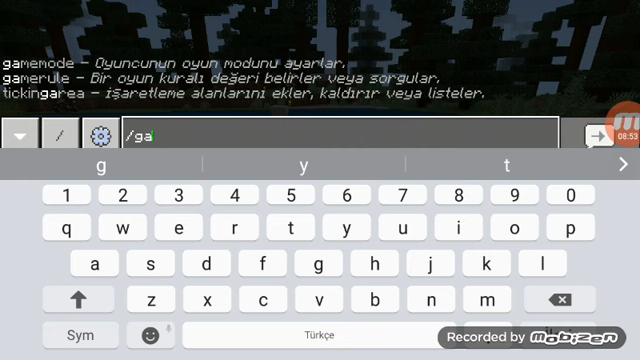 gamemode – Oyuncunun oyun modunu ayarlar.
gamerule – Bir oyun kuralı değeri belirler veya sorgular.
tickingarea – İşaretleme alanlarını ekler, kaldırır veya listeler.
/ /ga
08:53
g y t
1 2 3 4 5 6 7 8 9 0
q w e r t y u i o p
a s d f g h j k l
z x c v b n m
Sym Türkçe
Recorded by MOBIZEN